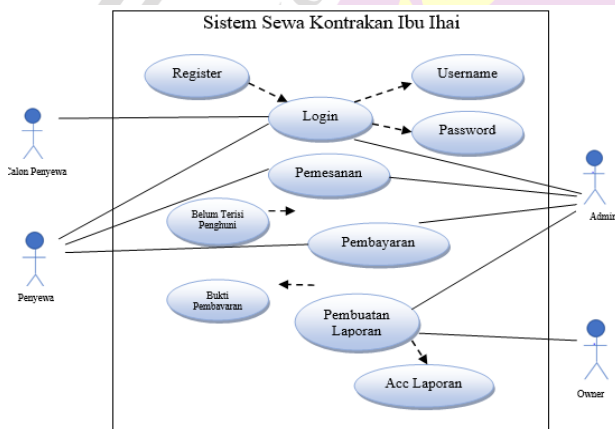 Sistem Sewa Kontrakan Ibu Ihai
Register
Username
Login
Password
Calon Penyewa
Pemesanan
Admin
Belum Terisi
Penghuni
Pembayaran
Penyewa
Bukti
Pembayaran
Pembuatan
Laporan
Acc Laporan
Owner